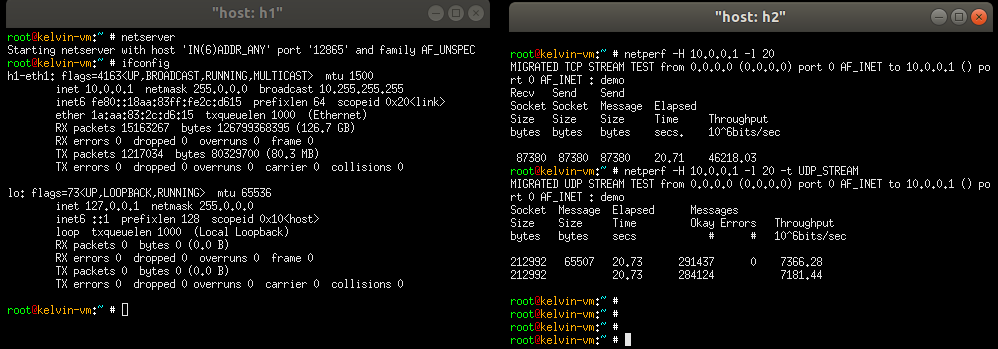 "host: h1"
root@kelvin-vm:~ # netserver
Starting netserver with host 'IN(6)ADDR_ANY' port '12865' and family AF_UNSPEC
root@kelvin-vm:~ # ifconfig
h1-eth1: flags=4163<UP,BROADCAST,RUNNING,MULTICAST>  mtu 1500
        inet 10.0.0.1  netmask 255.0.0.0  broadcast 10.255.255.255
        inet6 fe80::18aa:83ff:fe2c:d615  prefixlen 64  scopeid 0x20<link>
        ether 1a:aa:83:2c:d6:15  txqueuelen 1000  (Ethernet)
        RX packets 15163267  bytes 126799368395 (126.7 GB)
        RX errors 0  dropped 0  overruns 0  frame 0
        TX packets 1217034  bytes 80329700 (80.3 MB)
        TX errors 0  dropped 0 overruns 0  carrier 0  collisions 0

lo: flags=73<UP,LOOPBACK,RUNNING>  mtu 65536
        inet 127.0.0.1  netmask 255.0.0.0
        inet6 ::1  prefixlen 128  scopeid 0x10<host>
        loop  txqueuelen 1000  (Local Loopback)
        RX packets 0  bytes 0 (0.0 B)
        RX errors 0  dropped 0  overruns 0  frame 0
        TX packets 0  bytes 0 (0.0 B)
        TX errors 0  dropped 0 overruns 0  carrier 0  collisions 0

root@kelvin-vm:~ #
"host: h2"
root@kelvin-vm:~ # netperf -H 10.0.0.1 -l 20
MIGRATED TCP STREAM TEST from 0.0.0.0 (0.0.0.0) port 0 AF_INET to 10.0.0.1 () po
rt 0 AF_INET : demo
Recv   Send    Send
Socket Socket  Message  Elapsed
Size   Size    Size     Time     Throughput
bytes  bytes   bytes    secs.    10^6bits/sec

 87380  87380  87380    20.71    46218.03
root@kelvin-vm:~ # netperf -H 10.0.0.1 -l 20 -t UDP_STREAM
MIGRATED UDP STREAM TEST from 0.0.0.0 (0.0.0.0) port 0 AF_INET to 10.0.0.1 () po
rt 0 AF_INET : demo
Socket  Message  Elapsed      Messages
Size    Size     Time         Okay Errors   Throughput
bytes   bytes    secs            #      #   10^6bits/sec

212992   65507   20.73      291437      0    7366.28
212992           20.73      284124           7181.44

root@kelvin-vm:~ #
root@kelvin-vm:~ #
root@kelvin-vm:~ #
root@kelvin-vm:~ #